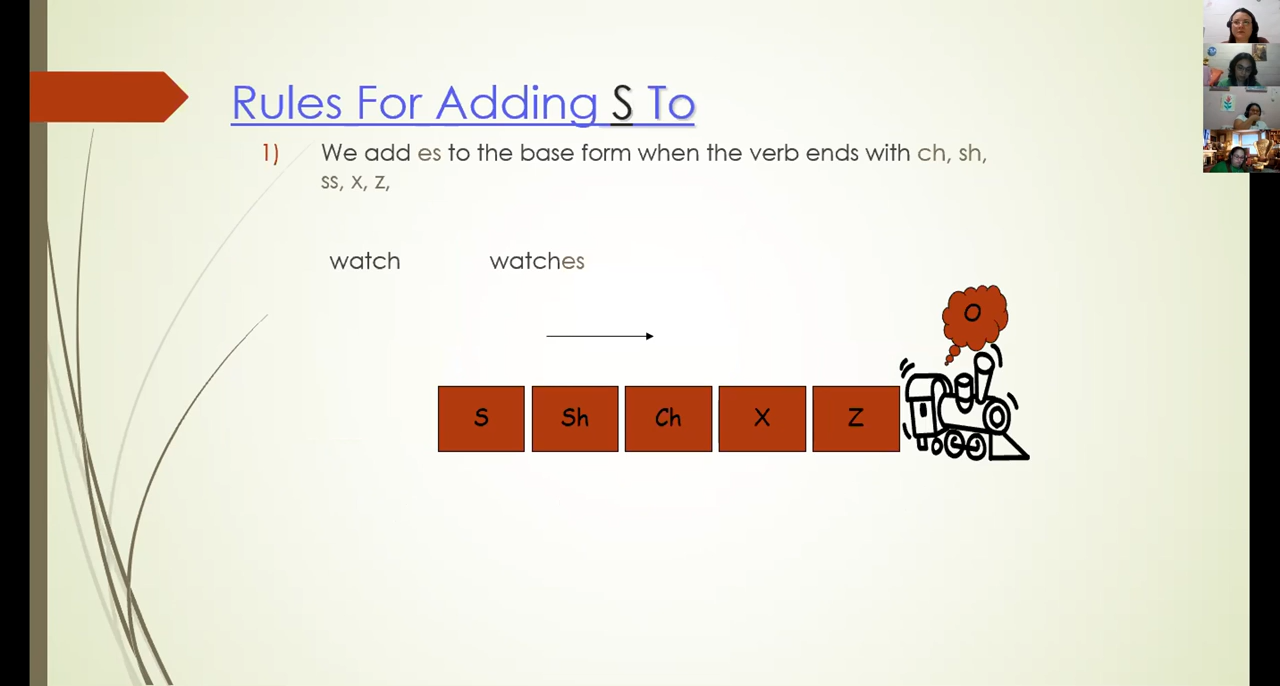 Rules For Adding S To
1) We add es to the base form when the verb ends with ch, sh,
ss, x, z,
watch watches
O
S Sh Ch X Z